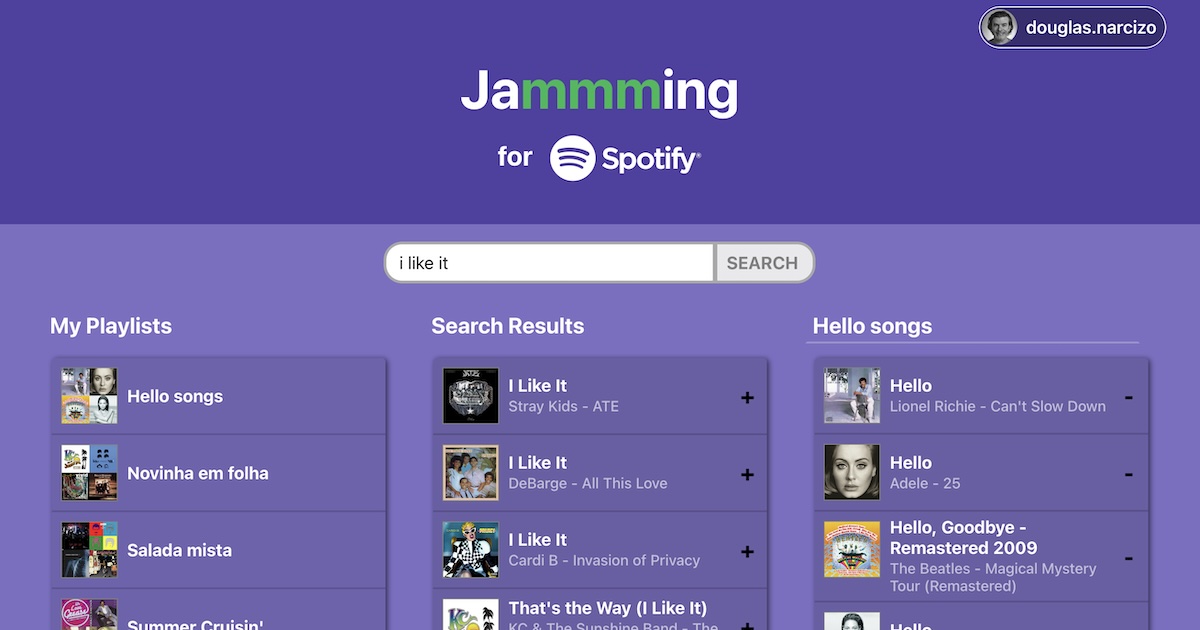 douglas.narcizo
Jammming
for Spotify®
i like it
SEARCH
My Playlists
Hello songs
Novinha em folha
Salada mista
Summer Cruisin'
Search Results
I Like It
Stray Kids - ATE
+
I Like It
DeBarge - All This Love
+
I Like It
Cardi B - Invasion of Privacy
+
That's the Way (I Like It)
KC & The Sunshine Band - The
+
Hello songs
Hello
Lionel Richie - Can't Slow Down
-
Hello
Adele - 25
-
Hello, Goodbye -
Remastered 2009
The Beatles - Magical Mystery
Tour (Remastered)
-
Hello